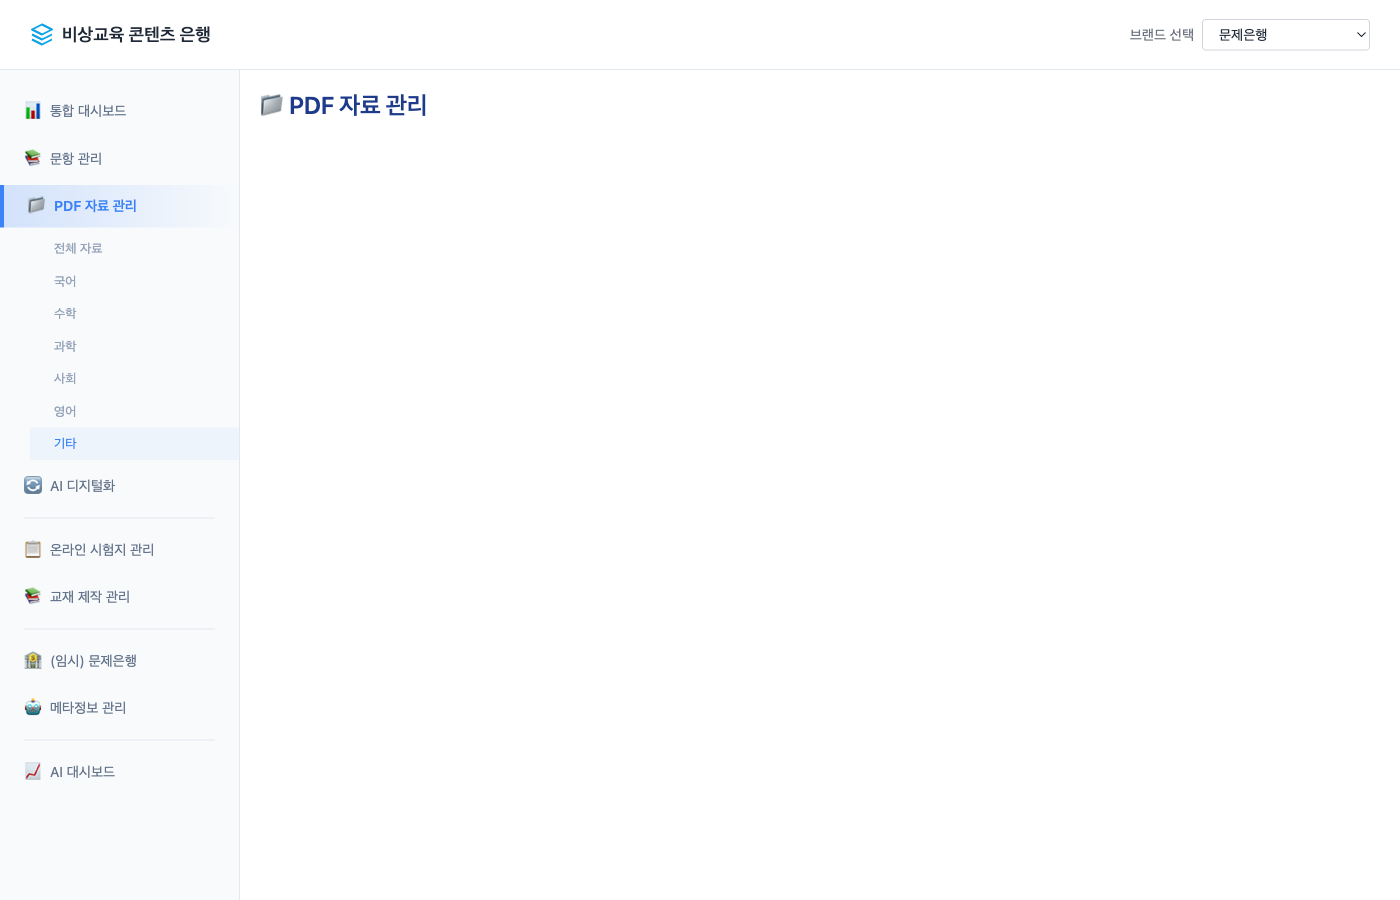 비상교육 콘텐츠 은행
브랜드 선택
문제은행
통합 대시보드
문항 관리
PDF 자료 관리
전체 자료
국어
수학
과학
사회
영어
기타
AI 디지털화
온라인 시험지 관리
교재 제작 관리
(임시) 문제은행
메타정보 관리
AI 대시보드
PDF 자료 관리